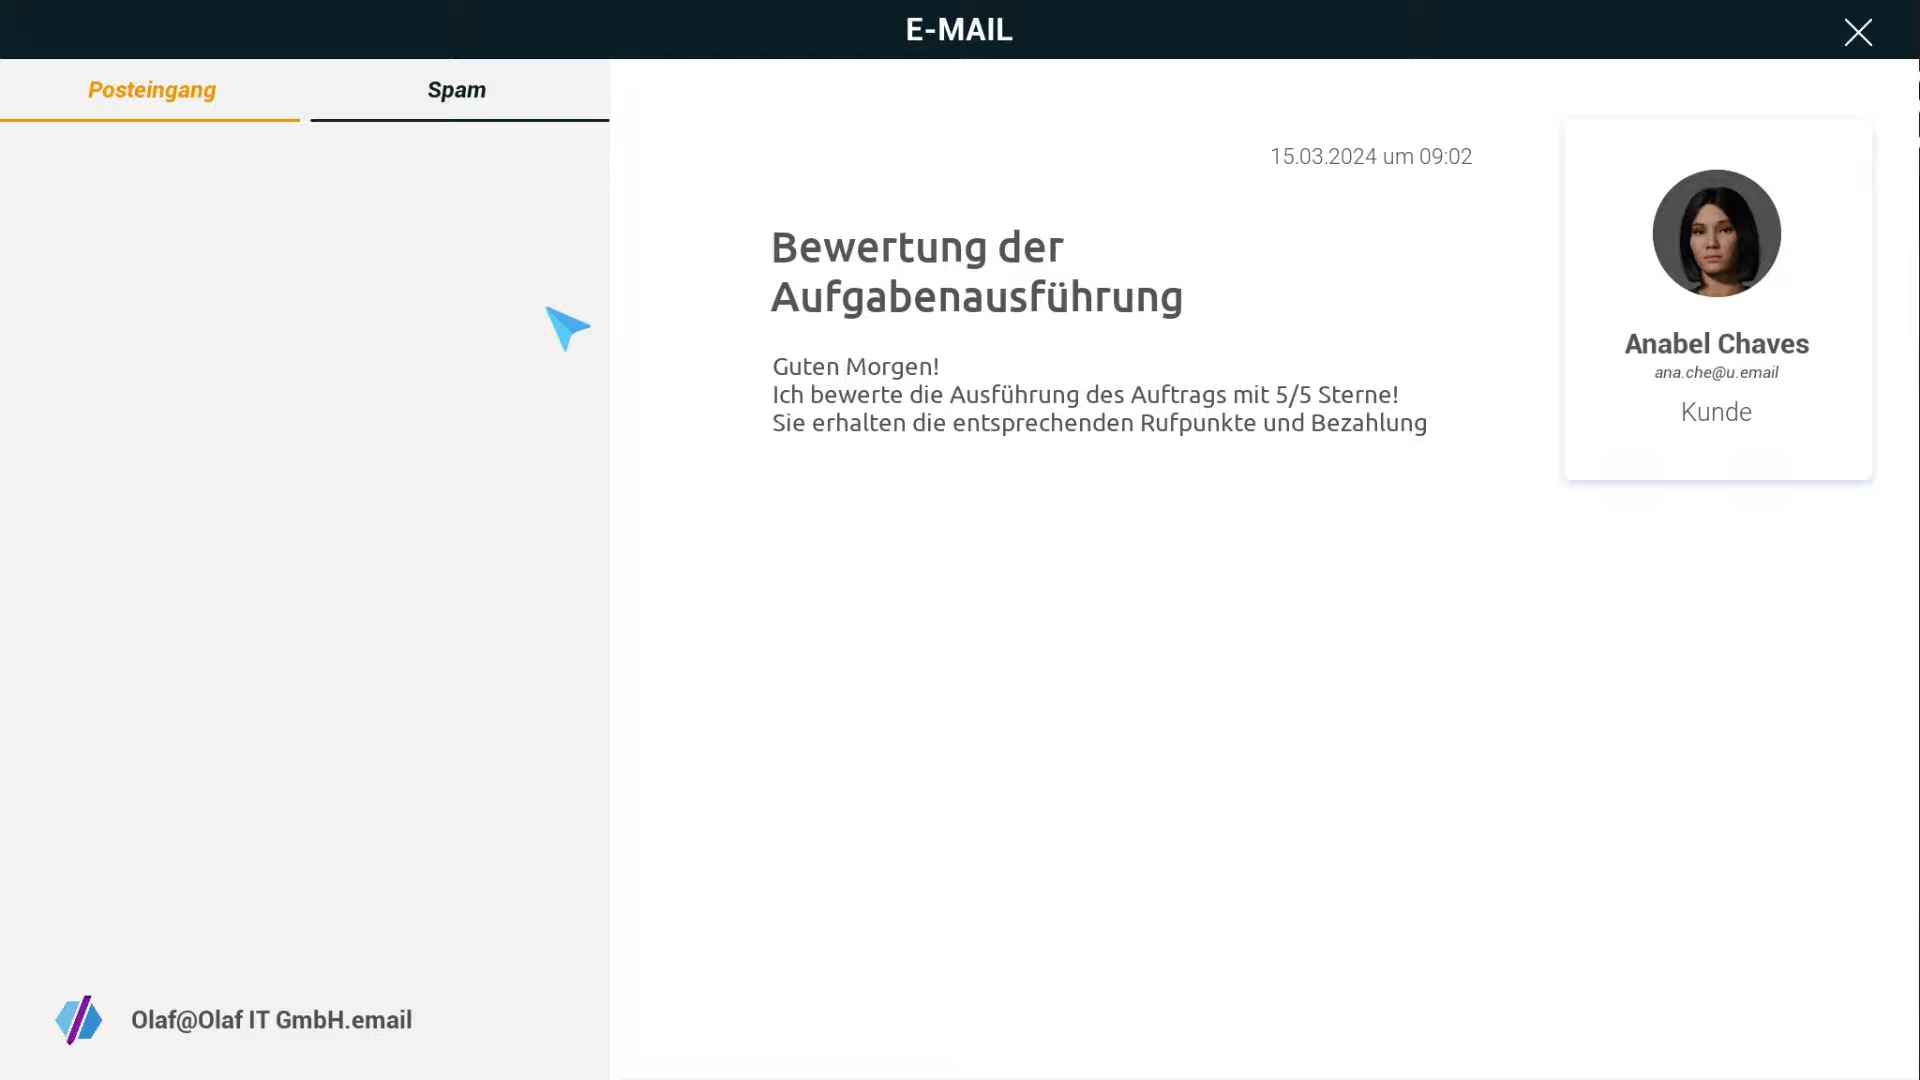 E-MAIL
Posteingang
Spam
15.03.2024 um 09:02
Bewertung der
Aufgabenausführung
Guten Morgen!
Ich bewerte die Ausführung des Auftrags mit 5/5 Sterne!
Sie erhalten die entsprechenden Rufpunkte und Bezahlung
Anabel Chaves
ana.che@u.email
Kunde
Olaf@Olaf IT GmbH.email